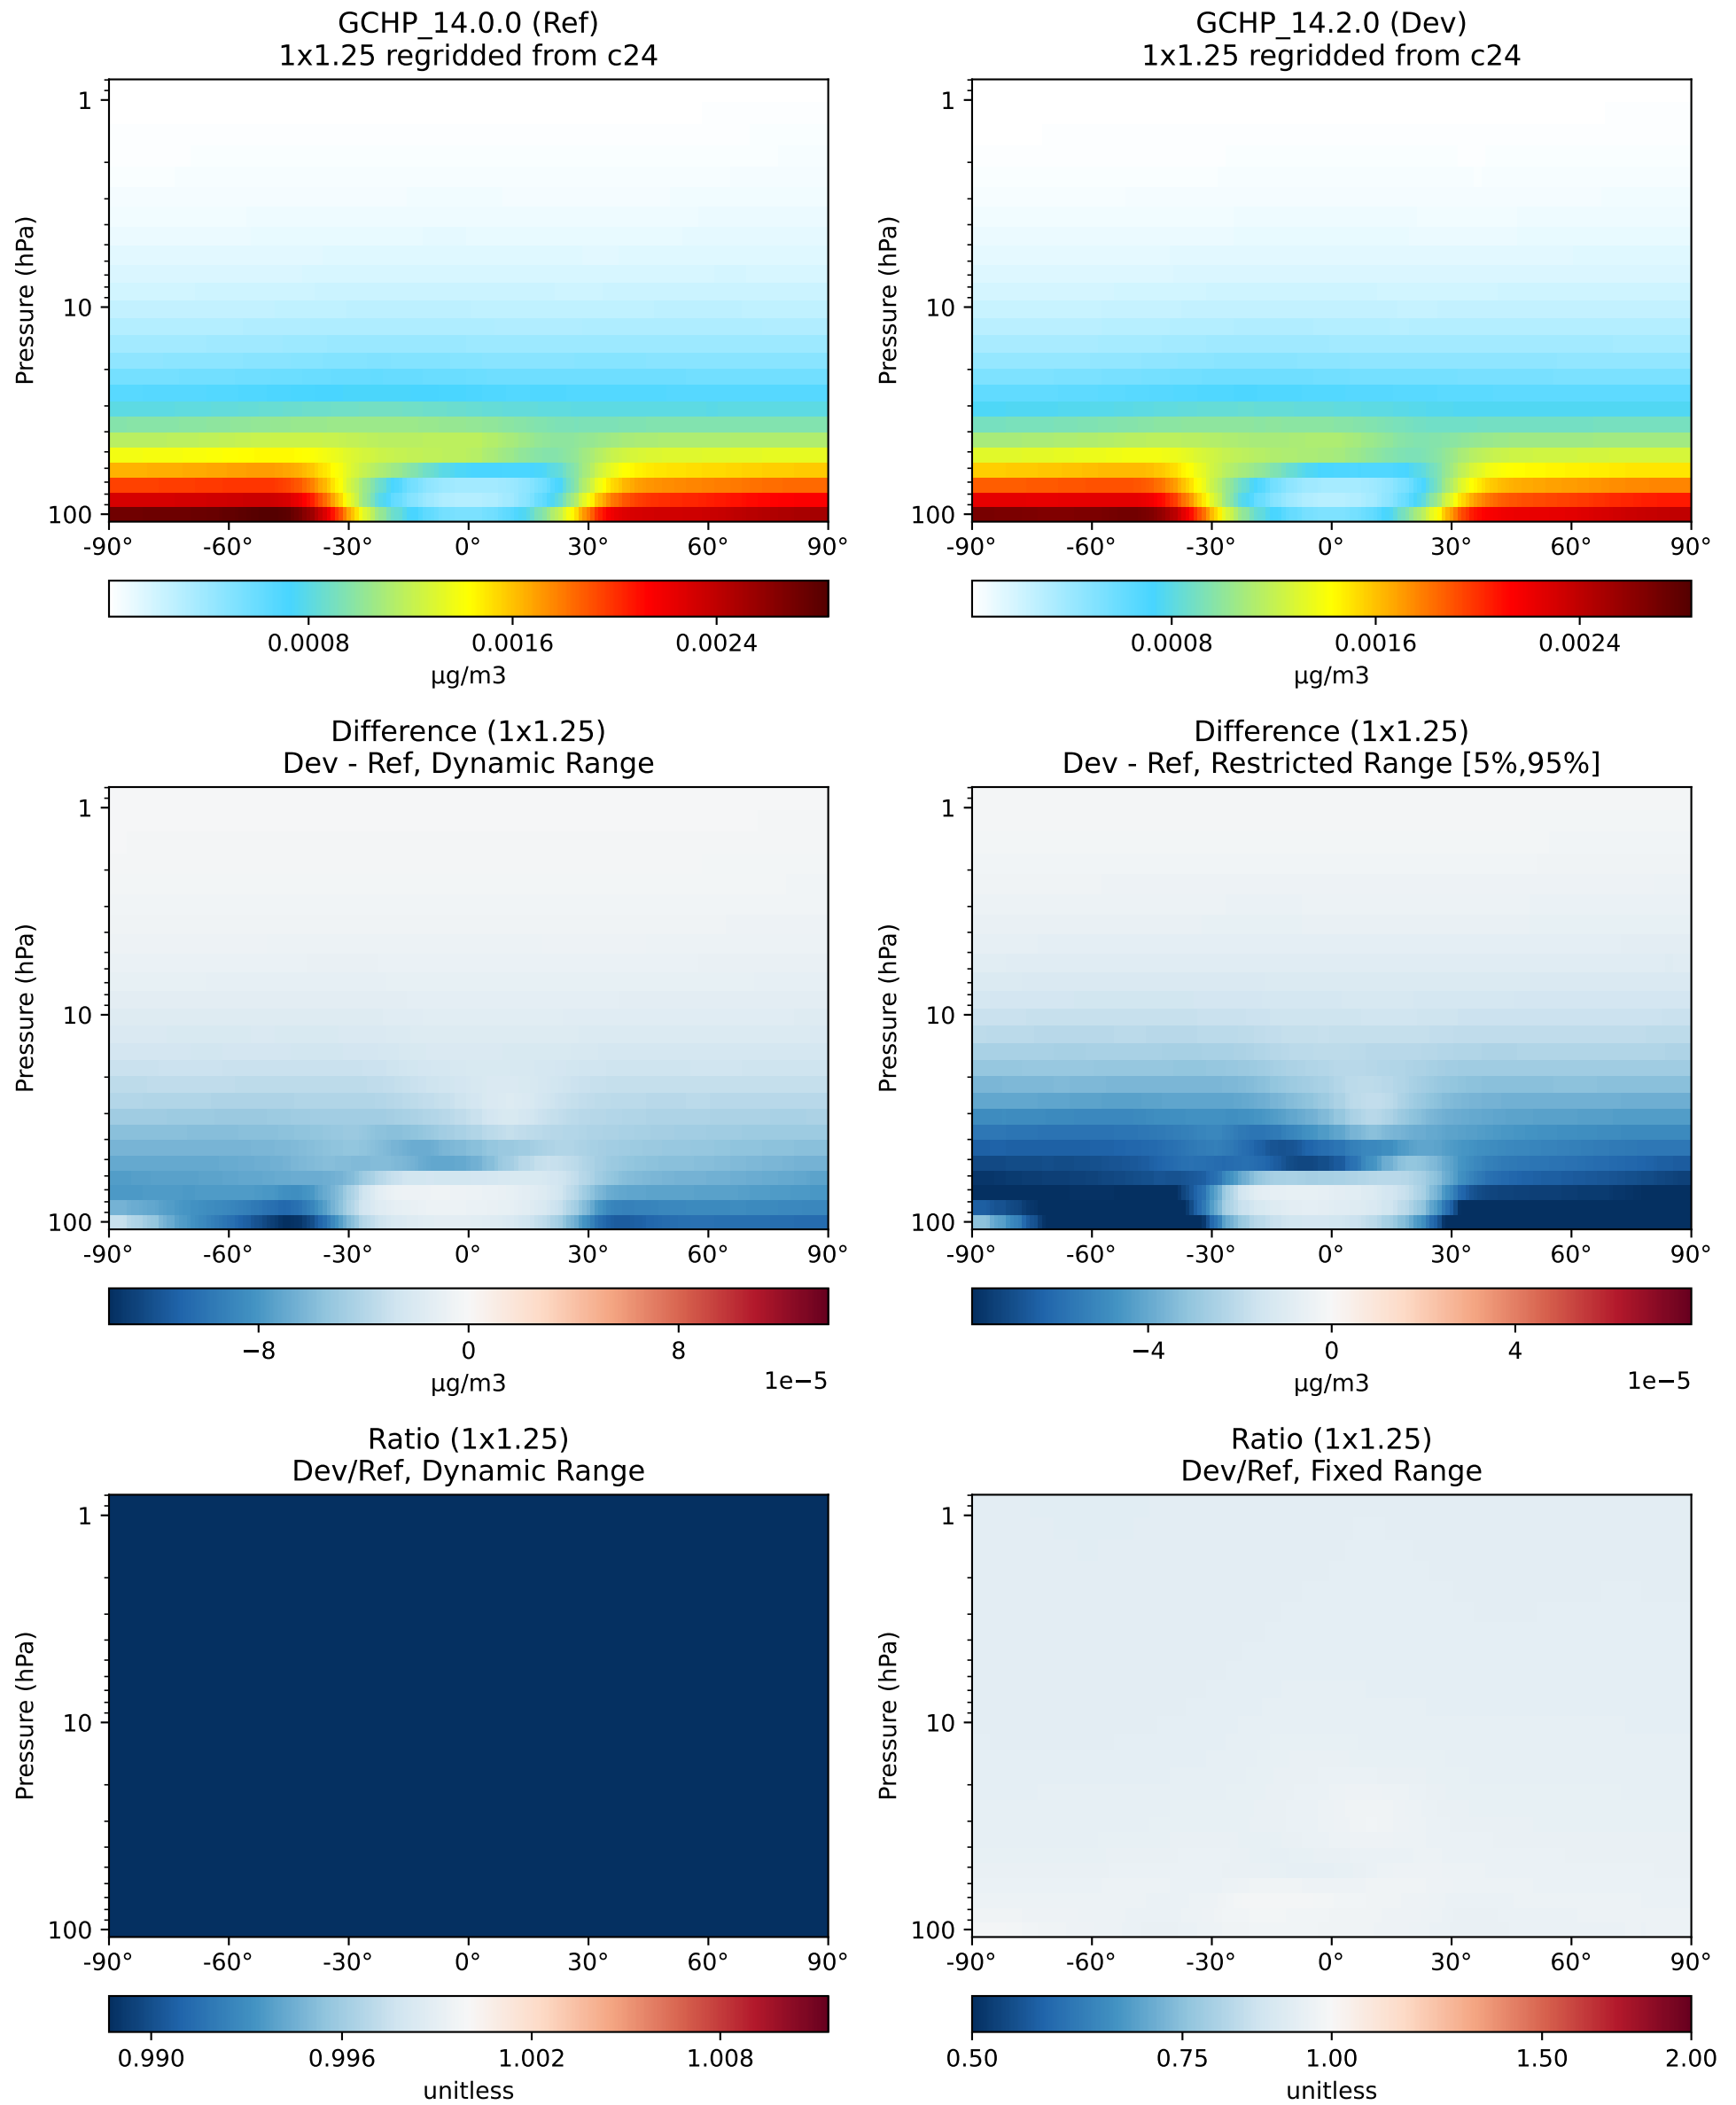 GCHP_14.0.0 (Ref)
1x1.25 regridded from c24
Pressure (hPa)
1
10
100
-90° -60° -30° 0° 30° 60° 90°
0.0008 0.0016 0.0024
µg/m3
GCHP_14.2.0 (Dev)
1x1.25 regridded from c24
Pressure (hPa)
1
10
100
-90° -60° -30° 0° 30° 60° 90°
0.0008 0.0016 0.0024
µg/m3
Difference (1x1.25)
Dev - Ref, Dynamic Range
Pressure (hPa)
1
10
100
-90° -60° -30° 0° 30° 60° 90°
−8 0 8
µg/m3 1e−5
Difference (1x1.25)
Dev - Ref, Restricted Range [5%,95%]
Pressure (hPa)
1
10
100
-90° -60° -30° 0° 30° 60° 90°
−4 0 4
µg/m3 1e−5
Ratio (1x1.25)
Dev/Ref, Dynamic Range
Pressure (hPa)
1
10
100
-90° -60° -30° 0° 30° 60° 90°
0.990 0.996 1.002 1.008
unitless
Ratio (1x1.25)
Dev/Ref, Fixed Range
Pressure (hPa)
1
10
100
-90° -60° -30° 0° 30° 60° 90°
0.50 0.75 1.00 1.50 2.00
unitless